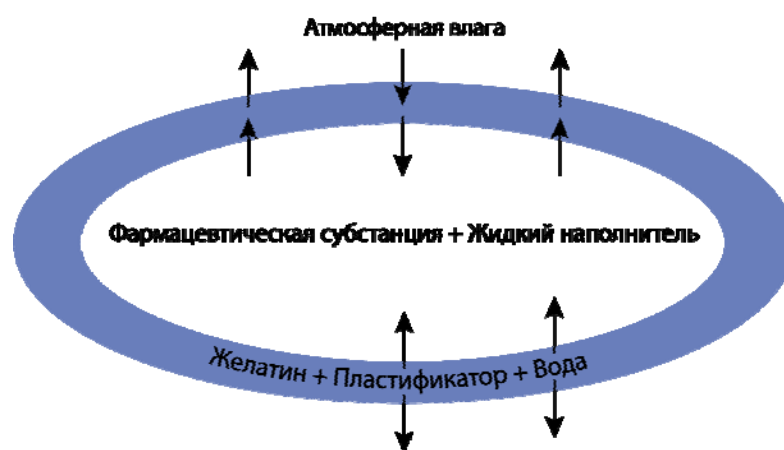 Атмосферная влага
Фармацевтическая субстанция + Жидкий наполнитель
Желатин + Пластификатор + Вода